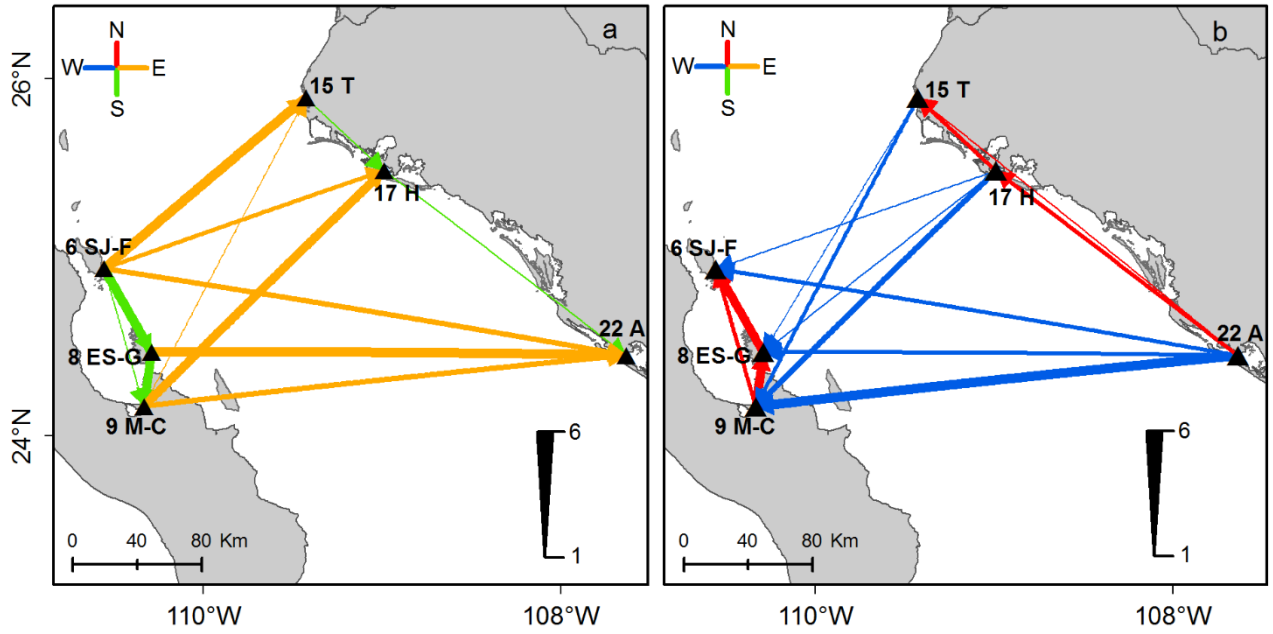 a
N
W E
S
15 T
17 H
6 SJ-F
22 A
8 ES-G
9 M-C
6
1
0 40 80 Km
26°N
24°N
110°W 108°W
b
N
W E
S
15 T
17 H
6 SJ-F
22 A
8 ES-G
9 M-C
6
1
0 40 80 Km
110°W 108°W